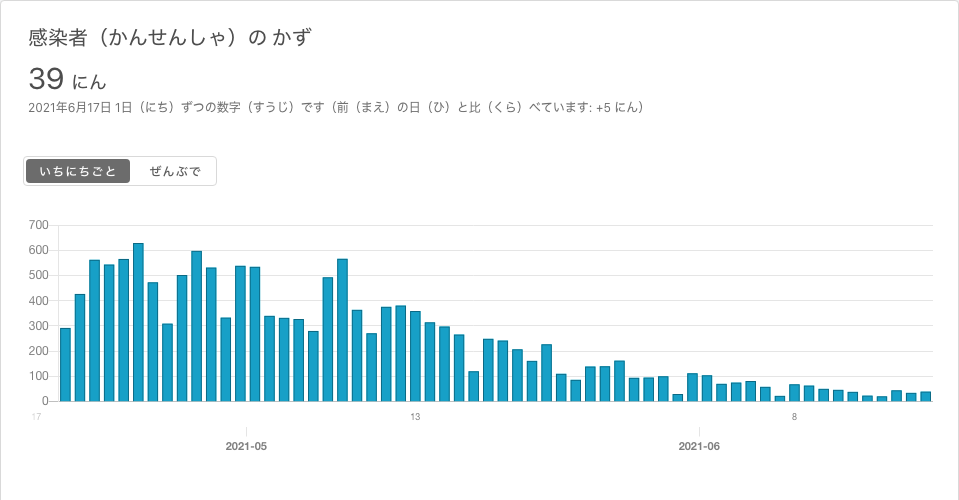 感染者（かんせんしゃ）の かず
39 にん
2021年6月17日 1日（にち）ずつの数字（すうじ）です（前（まえ）の日（ひ）と比（くら）べています: +5 にん）
いちにちごと ぜんぶで
700
600
500
400
300
200
100
0
17 13 8
2021-05 2021-06